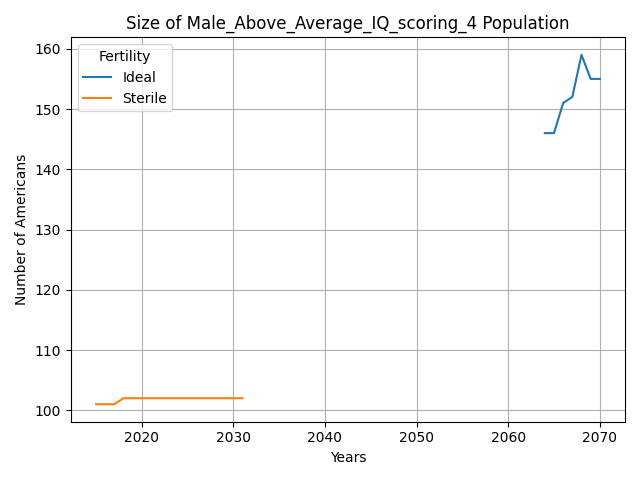 Size of Male_Above_Average_IQ_scoring_4 Population
Fertility
Ideal
Sterile
Number of Americans
160
150
140
130
120
110
100
2020 2030 2040 2050 2060 2070
Years